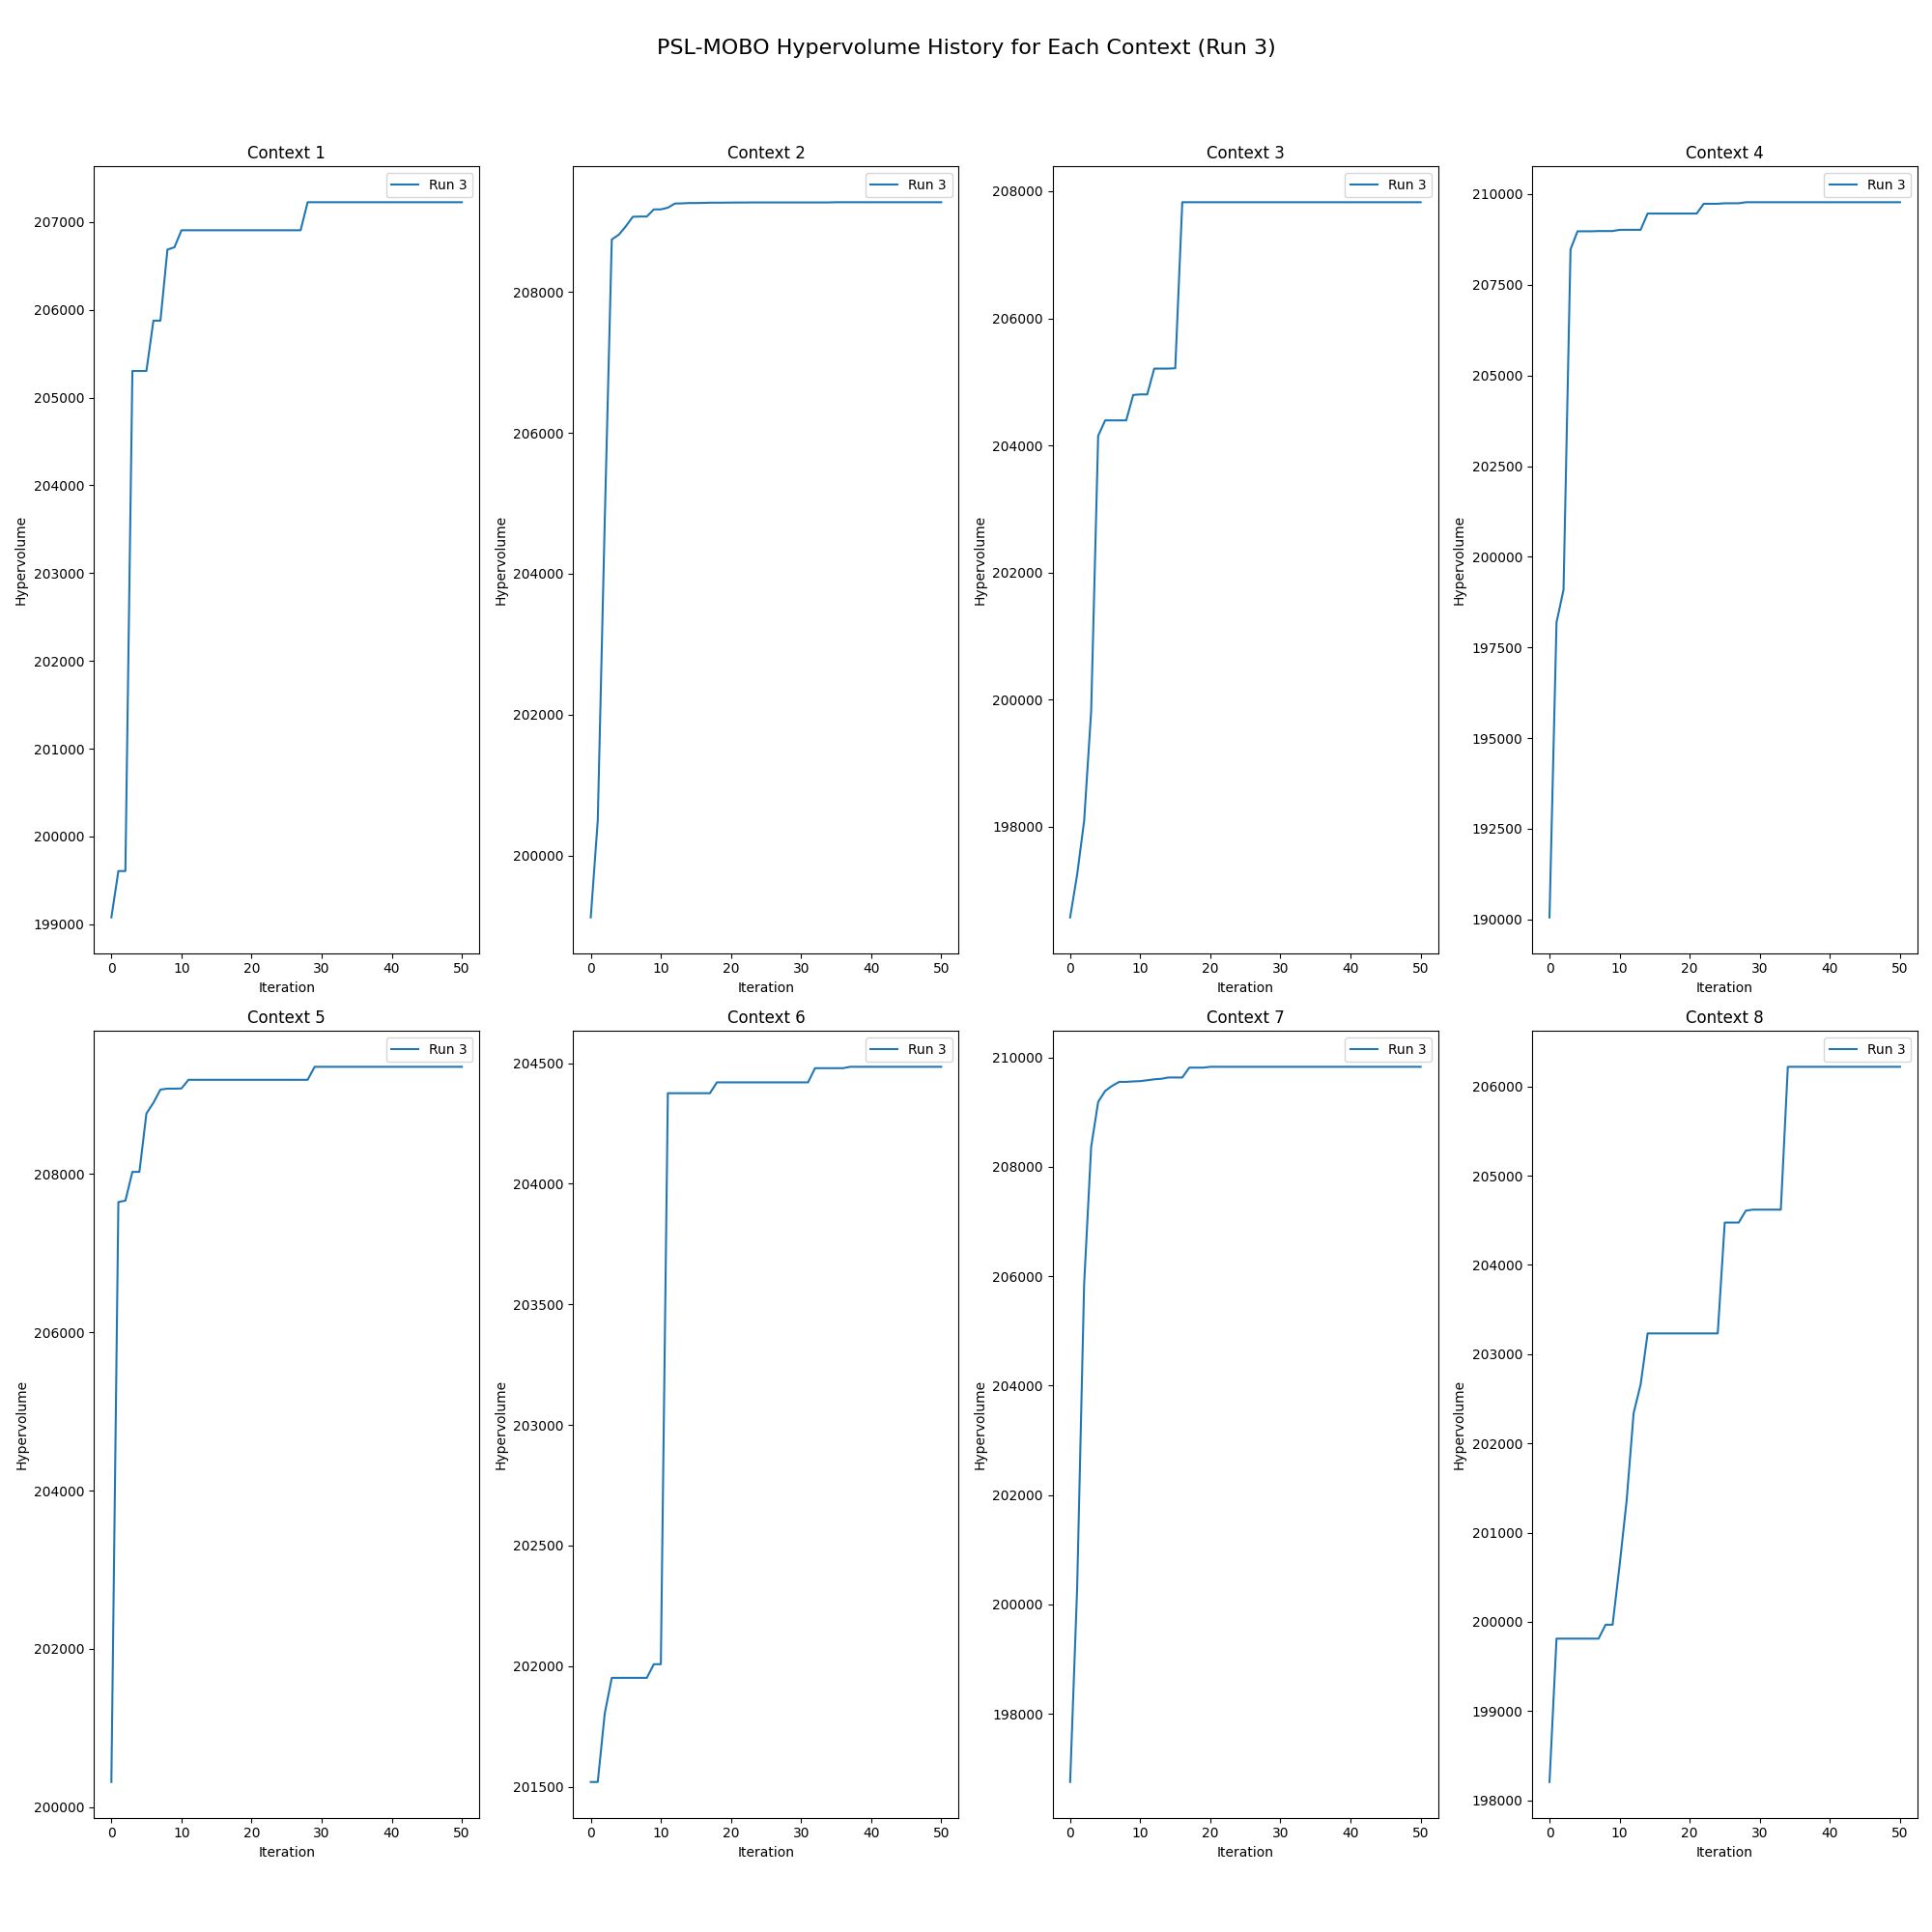 PSL-MOBO Hypervolume History for Each Context (Run 3)
Context 1
Run 3
207000
206000
205000
204000
203000
202000
201000
200000
199000
Hypervolume
0 10 20 30 40 50
Iteration
Context 2
Run 3
208000
206000
204000
202000
200000
Hypervolume
0 10 20 30 40 50
Iteration
Context 3
Run 3
208000
206000
204000
202000
200000
198000
Hypervolume
0 10 20 30 40 50
Iteration
Context 4
Run 3
210000
207500
205000
202500
200000
197500
195000
192500
190000
Hypervolume
0 10 20 30 40 50
Iteration
Context 5
Run 3
208000
206000
204000
202000
200000
Hypervolume
0 10 20 30 40 50
Iteration
Context 6
Run 3
204500
204000
203500
203000
202500
202000
201500
Hypervolume
0 10 20 30 40 50
Iteration
Context 7
Run 3
210000
208000
206000
204000
202000
200000
198000
Hypervolume
0 10 20 30 40 50
Iteration
Context 8
Run 3
206000
205000
204000
203000
202000
201000
200000
199000
198000
Hypervolume
0 10 20 30 40 50
Iteration